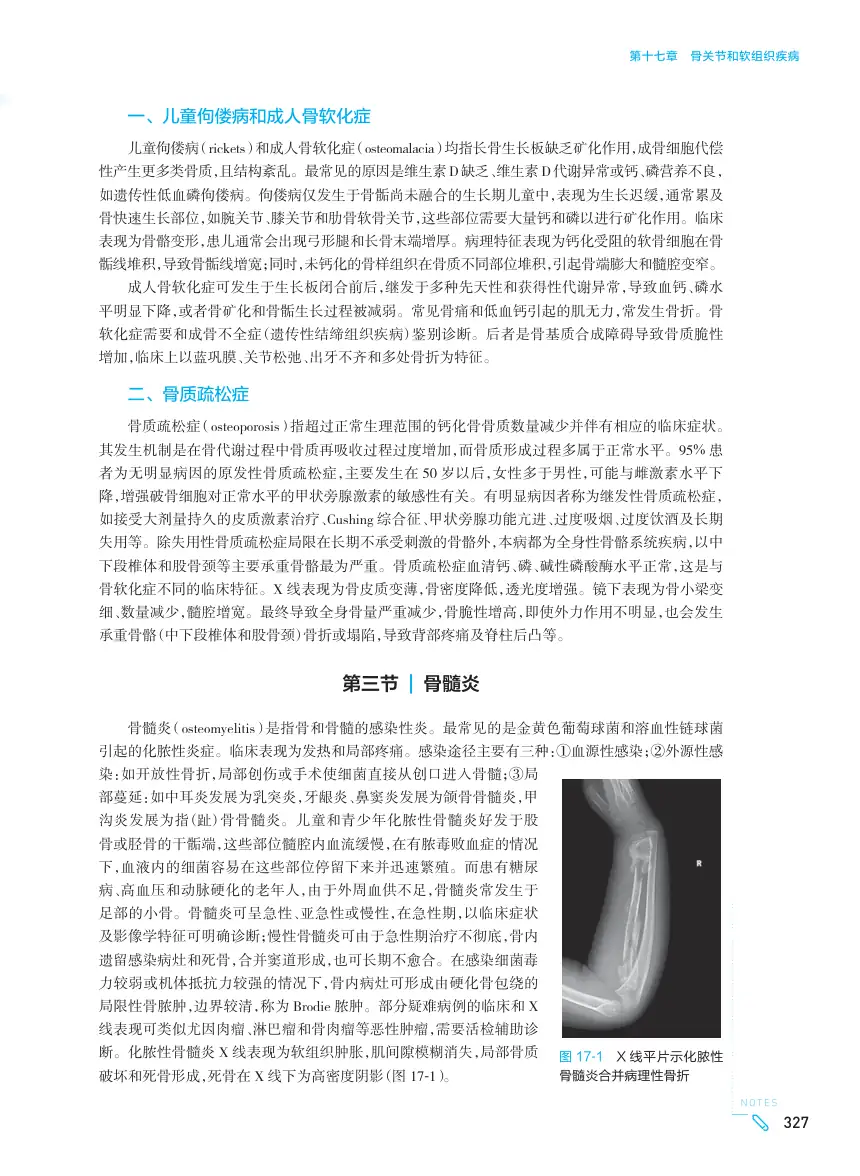 第十七章 骨关节和软组织疾病
一、儿童佝偻病和成人骨软化症
儿童佝偻病（rickets）和成人骨软化症（osteomalacia）均指长骨生长板缺乏矿化作用，成骨细胞代偿
性产生更多类骨质，且结构紊乱。最常见的原因是维生素 D 缺乏、维生素 D 代谢异常或钙、磷营养不良，
如遗传性低血磷佝偻病。佝偻病仅发生于骨骺尚未融合的生长期儿童中，表现为生长迟缓，通常累及
骨快速生长部位，如腕关节、膝关节和肋骨软骨关节，这些部位需要大量钙和磷以进行矿化作用。临床
表现为骨骼变形，患儿通常会出现弓形腿和长骨末端增厚。病理特征表现为钙化受阻的软骨细胞在骨
骺线堆积，导致骨骺线增宽；同时，未钙化的骨样组织在骨质不同部位堆积，引起骨端膨大和髓腔变窄。
成人骨软化症可发生于生长板闭合前后，继发于多种先天性和获得性代谢异常，导致血钙、磷水
平明显下降，或者骨矿化和骨骺生长过程被减弱。常见骨痛和低血钙引起的肌无力，常发生骨折。骨
软化症需要和成骨不全症（遗传性结缔组织疾病）鉴别诊断。后者是骨基质合成障碍导致骨质脆性
增加，临床上以蓝巩膜、关节松弛、出牙不齐和多处骨折为特征。
二、骨质疏松症
骨质疏松症（osteoporosis）指超过正常生理范围的钙化骨骨质数量减少并伴有相应的临床症状。
其发生机制是在骨代谢过程中骨质再吸收过程过度增加，而骨质形成过程多属于正常水平。95% 患
者为无明显病因的原发性骨质疏松症，主要发生在 50 岁以后，女性多于男性，可能与雌激素水平下
降，增强破骨细胞对正常水平的甲状旁腺激素的敏感性有关。有明显病因者称为继发性骨质疏松症，
如接受大剂量持久的皮质激素治疗、Cushing 综合征、甲状旁腺功能亢进、过度吸烟、过度饮酒及长期
失用等。除失用性骨质疏松症局限在长期不承受刺激的骨骼外，本病都为全身性骨骼系统疾病，以中
下段椎体和股骨颈等主要承重骨骼最为严重。骨质疏松症血清钙、磷、碱性磷酸酶水平正常，这是与
骨软化症不同的临床特征。X 线表现为骨皮质变薄，骨密度降低，透光度增强。镜下表现为骨小梁变
细、数量减少，髓腔增宽。最终导致全身骨量严重减少，骨脆性增高，即使外力作用不明显，也会发生
承重骨骼（中下段椎体和股骨颈）骨折或塌陷，导致背部疼痛及脊柱后凸等。
第三节 | 骨髓炎
骨髓炎（osteomyelitis）是指骨和骨髓的感染性炎。最常见的是金黄色葡萄球菌和溶血性链球菌
引起的化脓性炎症。临床表现为发热和局部疼痛。感染途径主要有三种：①血源性感染；②外源性感
染：如开放性骨折，局部创伤或手术使细菌直接从创口进入骨髓；③局
部蔓延：如中耳炎发展为乳突炎，牙龈炎、鼻窦炎发展为颌骨骨髓炎，甲
沟炎发展为指（趾）骨骨髓炎。儿童和青少年化脓性骨髓炎好发于股
骨或胫骨的干骺端，这些部位髓腔内血流缓慢，在有脓毒败血症的情况
下，血液内的细菌容易在这些部位停留下来并迅速繁殖。而患有糖尿
病、高血压和动脉硬化的老年人，由于外周血供不足，骨髓炎常发生于
足部的小骨。骨髓炎可呈急性、亚急性或慢性，在急性期，以临床症状
及影像学特征可明确诊断；慢性骨髓炎可由于急性期治疗不彻底，骨内
遗留感染病灶和死骨，合并窦道形成，也可长期不愈合。在感染细菌毒
力较弱或机体抵抗力较强的情况下，骨内病灶可形成由硬化骨包绕的
局限性骨脓肿，边界较清，称为 Brodie 脓肿。部分疑难病例的临床和 X
线表现可类似尤因肉瘤、淋巴瘤和骨肉瘤等恶性肿瘤，需要活检辅助诊
断。化脓性骨髓炎 X 线表现为软组织肿胀，肌间隙模糊消失，局部骨质
破坏和死骨形成，死骨在 X 线下为高密度阴影（图 17-1）。
R
图 17-1 X 线平片示化脓性
骨髓炎合并病理性骨折
NOTES
327